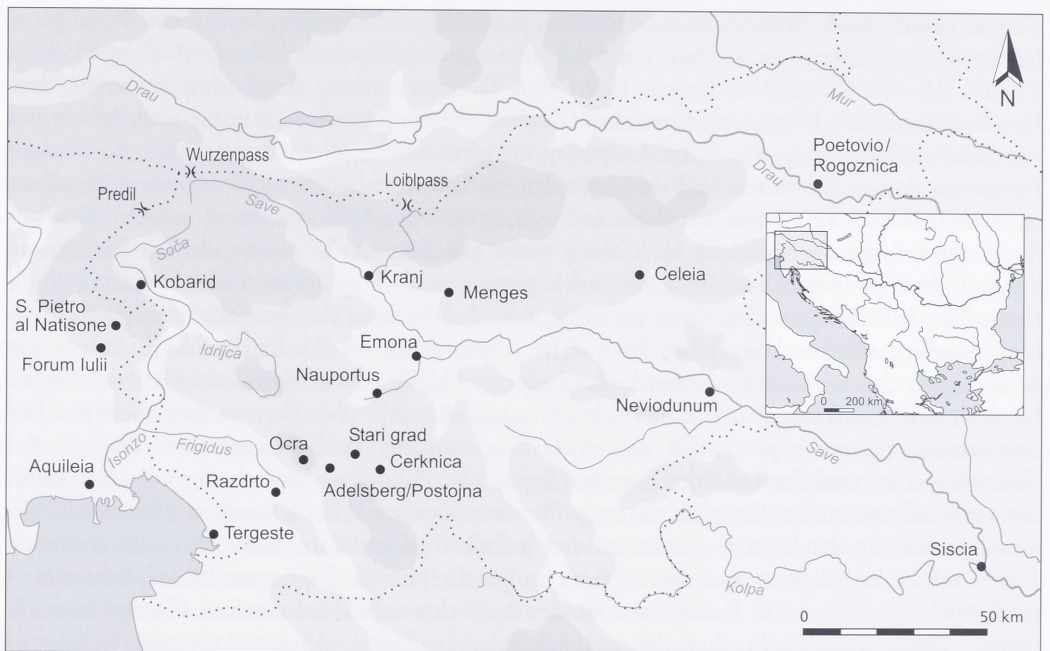 Drau
Mur
N
Wurzenpass
Petovio/
Rogoznica
Predil
Loiblpass
Drau
Save
Soča
Kobarid
Kranj
Celeia
Menges
S. Pietro
al Natisone
Forum Iulii
Idrijca
Emona
Nauportus
0 200 km
Neviodunum
Isonzo
Frigidus
Ocra
Stari grad
Save
Aquileia
Cerknica
Razdrto
Adelsberg/Postojna
Tergeste
Siscia
Kolpa
0 50 km